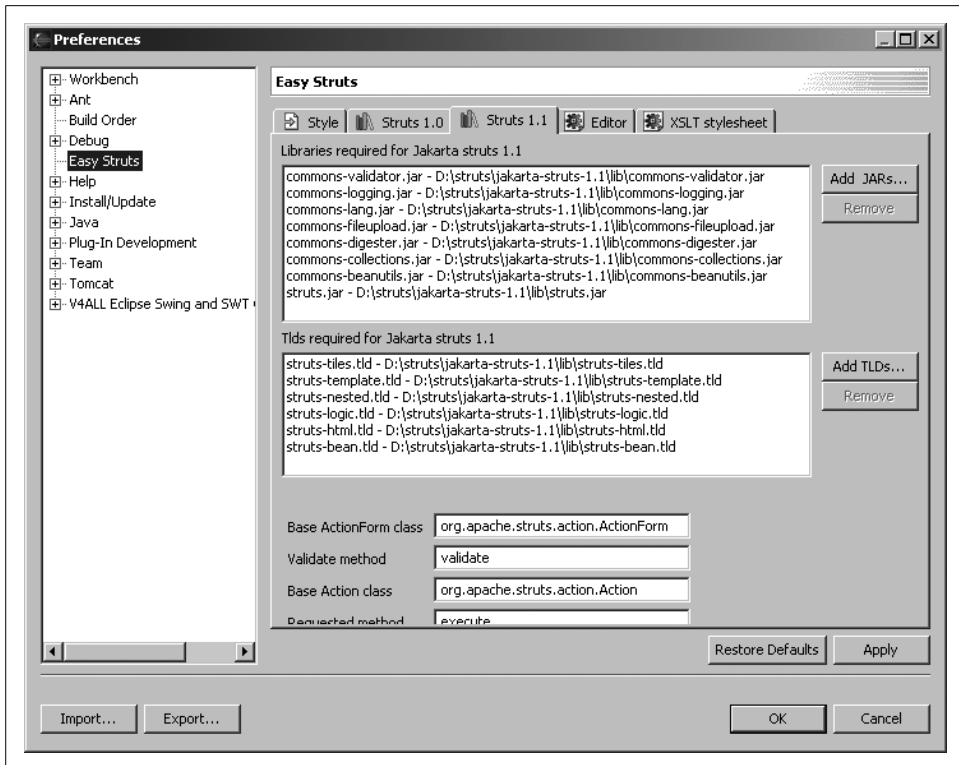 Preferences
Workbench
Ant
Build Order
Debug
Easy Struts
Help
Install/Update
Java
Plug-In Development
Team
Tomcat
V4ALL Eclipse Swing and SWT
Easy Struts
Style Struts 1.0 Struts 1.1 Editor XSLT stylesheet
Libraries required for Jakarta struts 1.1
commons-validator.jar - D:\struts\jakarta-struts-1.1\lib\commons-validator.jar
commons-logging.jar - D:\struts\jakarta-struts-1.1\lib\commons-logging.jar
commons-lang.jar - D:\struts\jakarta-struts-1.1\lib\commons-lang.jar
commons-fileupload.jar - D:\struts\jakarta-struts-1.1\lib\commons-fileupload.jar
commons-digester.jar - D:\struts\jakarta-struts-1.1\lib\commons-digester.jar
commons-collections.jar - D:\struts\jakarta-struts-1.1\lib\commons-collections.jar
commons-beanutils.jar - D:\struts\jakarta-struts-1.1\lib\commons-beanutils.jar
struts.jar - D:\struts\jakarta-struts-1.1\lib\struts.jar
Add JARs...
Remove
Tlds required for Jakarta struts 1.1
struts-tiles.tld - D:\struts\jakarta-struts-1.1\lib\struts-tiles.tld
struts-template.tld - D:\struts\jakarta-struts-1.1\lib\struts-template.tld
struts-nested.tld - D:\struts\jakarta-struts-1.1\lib\struts-nested.tld
struts-logic.tld - D:\struts\jakarta-struts-1.1\lib\struts-logic.tld
struts-html.tld - D:\struts\jakarta-struts-1.1\lib\struts-html.tld
struts-bean.tld - D:\struts\jakarta-struts-1.1\lib\struts-bean.tld
Add TLDs...
Remove
Base ActionForm class org.apache.struts.action.ActionForm
Validate method validate
Base Action class org.apache.struts.action.Action
Requested method execute
Restore Defaults Apply
Import... Export... OK Cancel